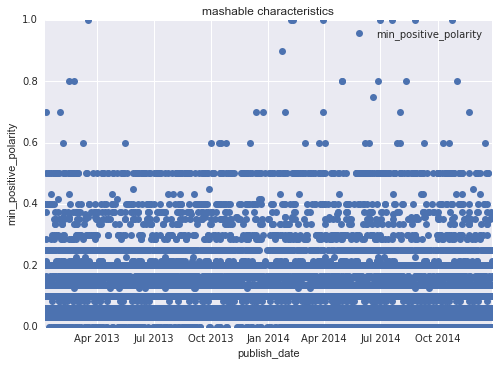 mashable characteristics
min_positive_polarity
min_positive_polarity
1.0
0.8
0.6
0.4
0.2
0.0
Apr 2013 Jul 2013 Oct 2013 Jan 2014 Apr 2014 Jul 2014 Oct 2014
publish_date